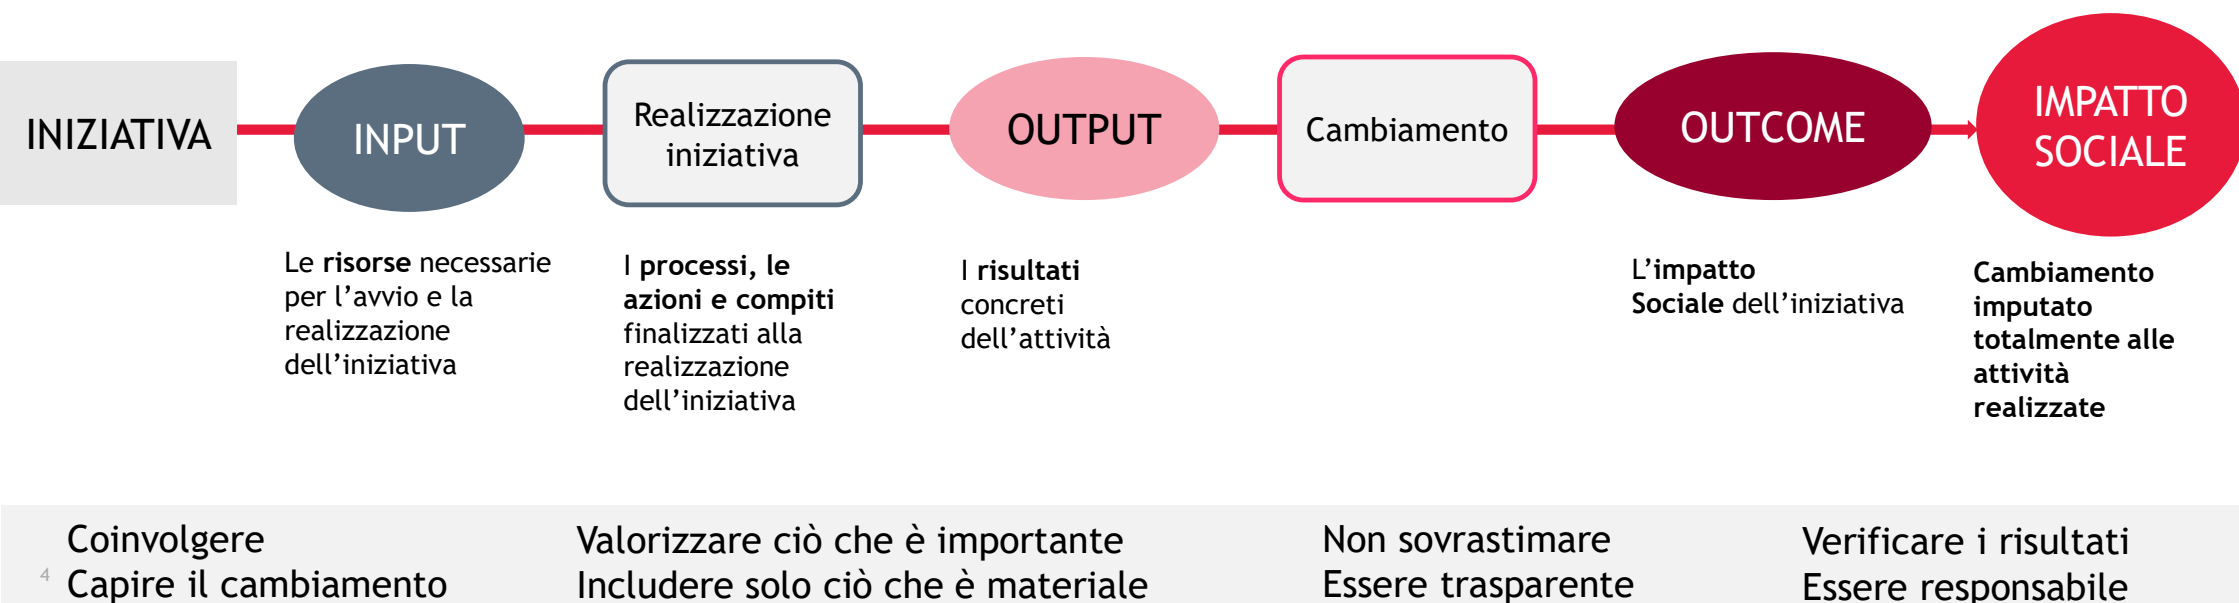 INIZIATIVA
INPUT
Realizzazione
iniziativa
OUTPUT
Cambiamento
OUTCOME
IMPATTO
SOCIALE
Le risorse necessarie
per l’avvio e la
realizzazione
dell’iniziativa
I processi, le
azioni e compiti
finalizzati alla
realizzazione
dell’iniziativa
I risultati
concreti
dell’attività
L’impatto
Sociale dell’iniziativa
Cambiamento
imputato
totalmente alle
attività
realizzate
Coinvolgere
Capire il cambiamento
Valorizzare ciò che è importante
Includere solo ciò che è materiale
Non sovrastimare
Essere trasparente
Verificare i risultati
Essere responsabile
4